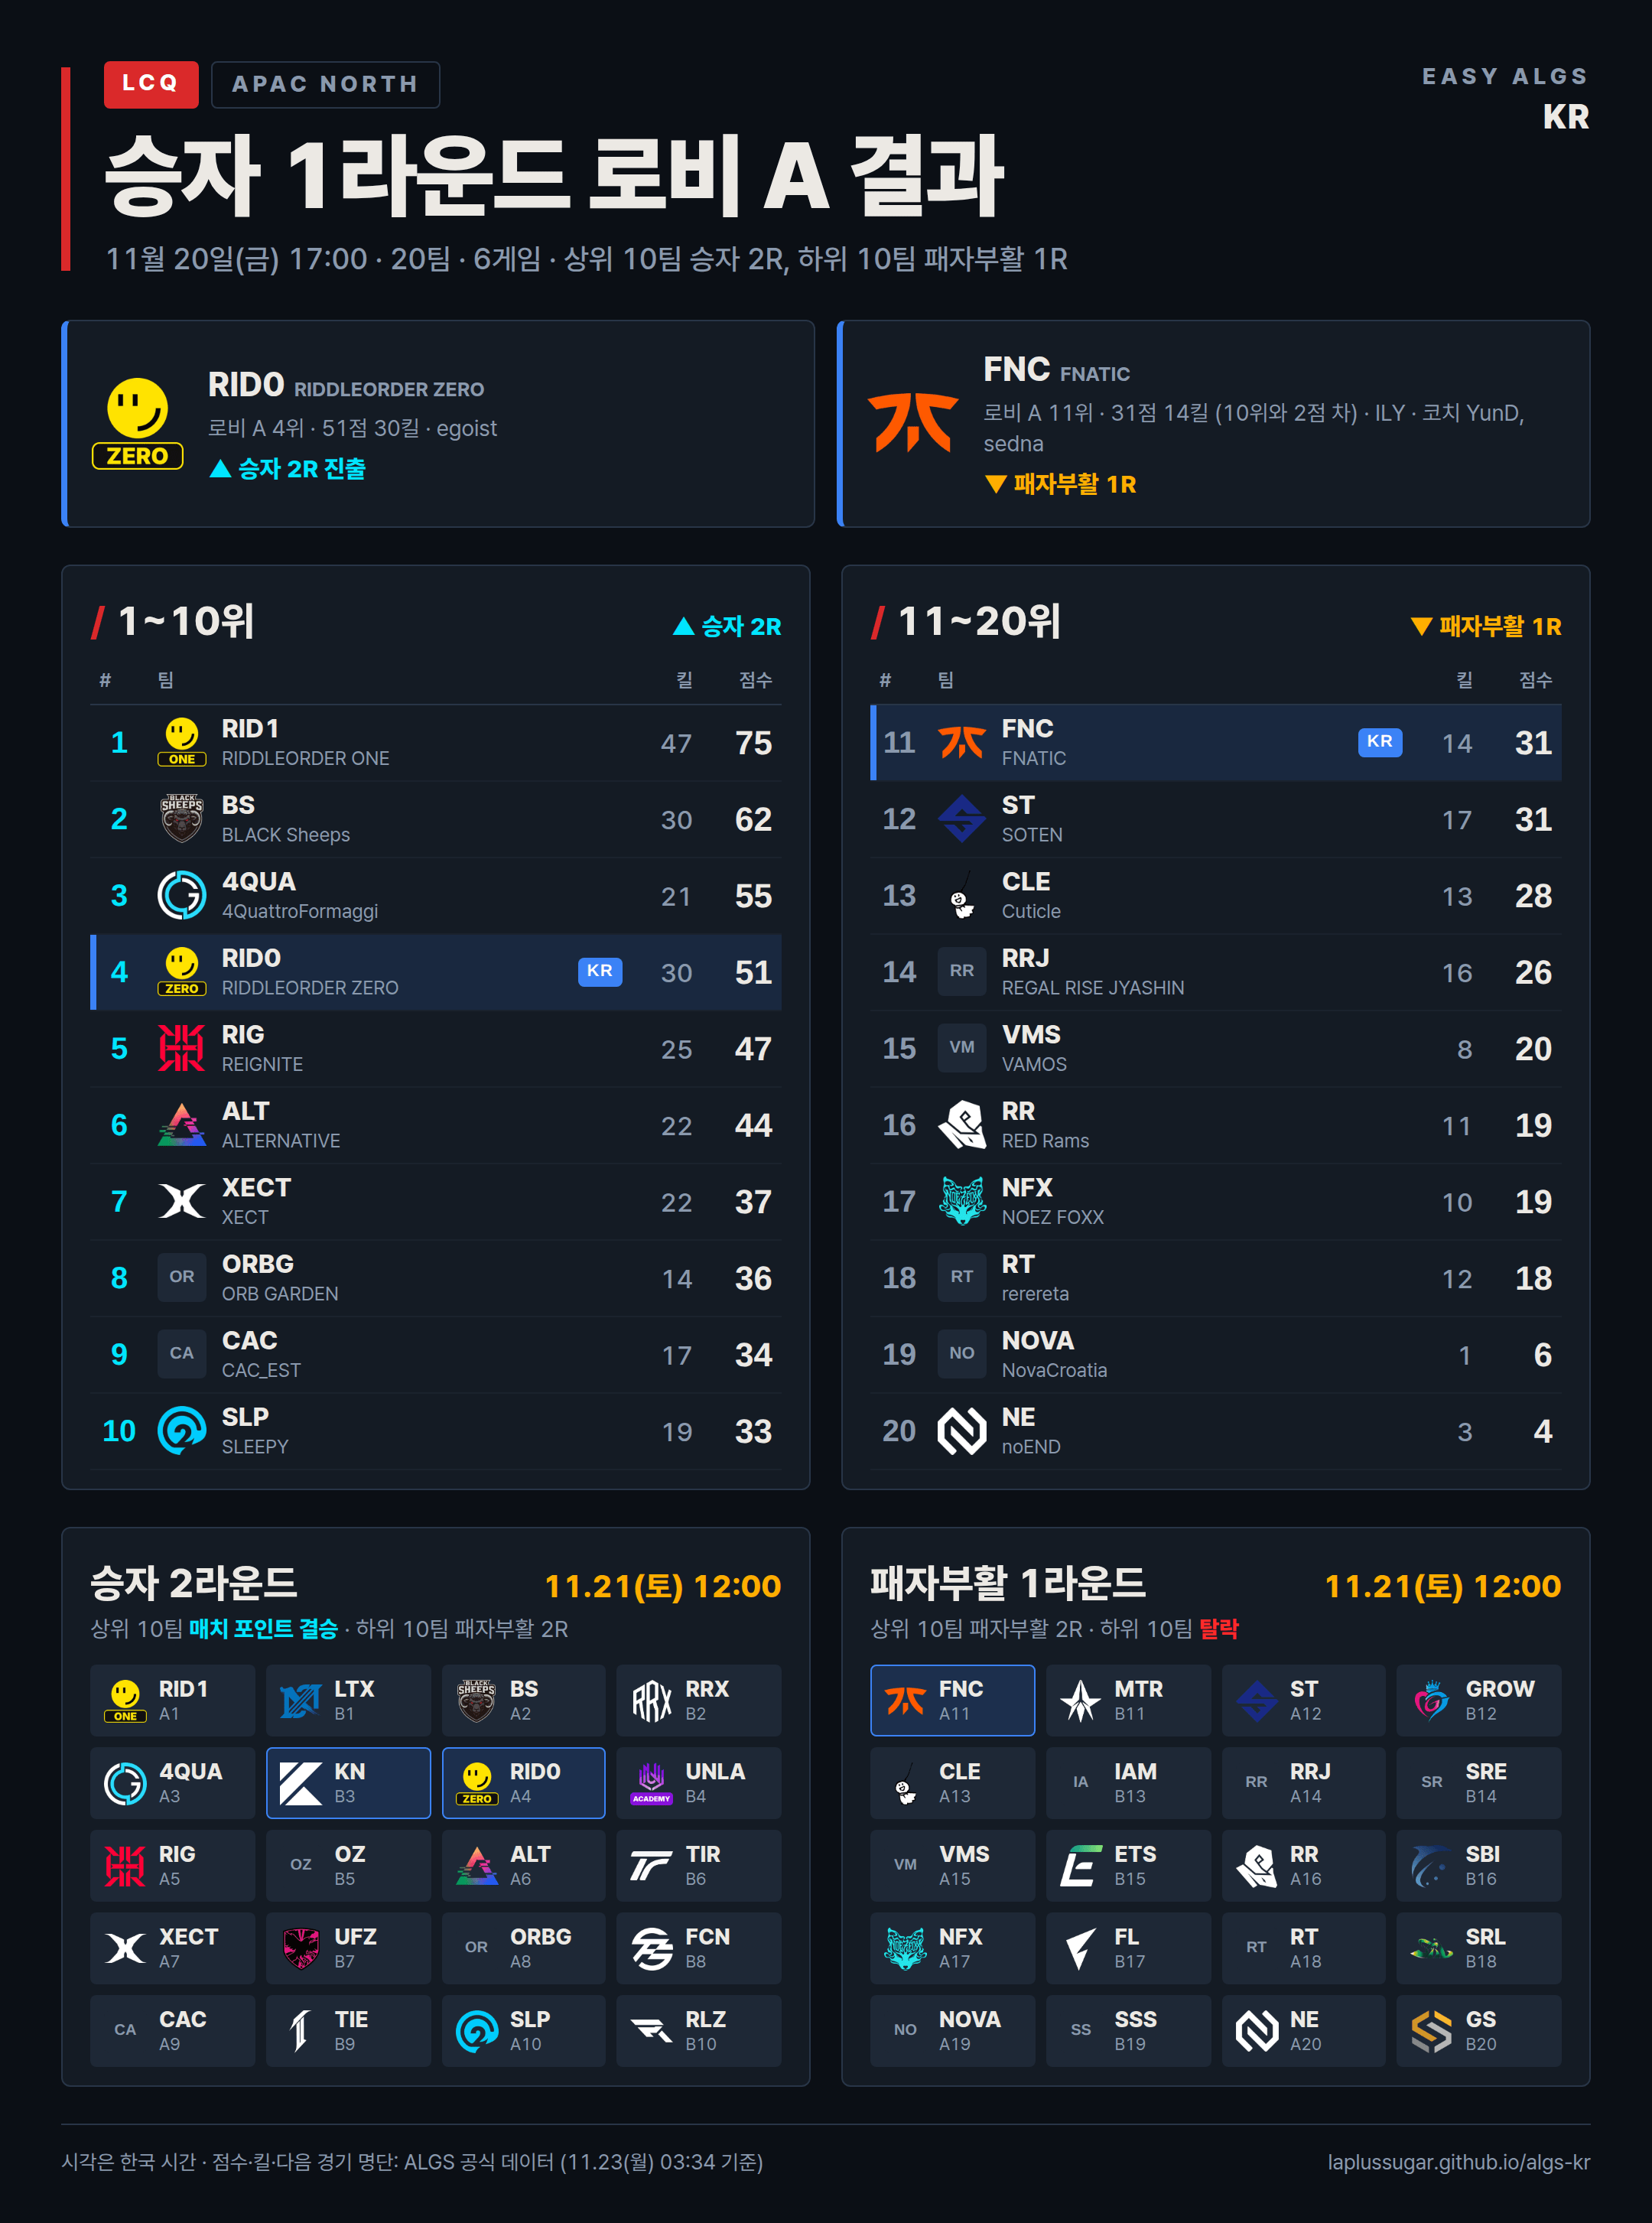 LCQ APAC NORTH
EASY ALGS
KR
승자 1라운드 로비 A 결과
11월 20일(금) 17:00 · 20팀 · 6게임 · 상위 10팀 승자 2R, 하위 10팀 패자부활 1R
ZERO
RID0 RIDDLEORDER ZERO
로비 A 4위 · 51점 30킬 · egoist
▲ 승자 2R 진출
FNC FNATIC
로비 A 11위 · 31점 14킬 (10위와 2점 차) · ILY · 코치 YunD,
sedna
▼ 패자부활 1R
/ 1~10위 ▲ 승자 2R
# 팀 킬 점수
1 ONE RID1 47 75
RIDDLEORDER ONE
2 BLACK SHEEPS BS 30 62
BLACK Sheeps
3 4QUA 21 55
4QuattroFormaggi
4 ZERO RID0 KR 30 51
RIDDLEORDER ZERO
5 RIG 25 47
REIGNITE
6 ALT 22 44
ALTERNATIVE
7 XECT 22 37
XECT
8 OR ORBG 14 36
ORB GARDEN
9 CA CAC 17 34
CAC_EST
10 SLP 19 33
SLEEPY
/ 11~20위 ▼ 패자부활 1R
# 팀 킬 점수
11 FNC KR 14 31
FNATIC
12 ST 17 31
SOTEN
13 CLE 13 28
Cuticle
14 RR RRJ 16 26
REGAL RISE JYASHIN
15 VM VMS 8 20
VAMOS
16 RR 11 19
RED Rams
17 NFX 10 19
NOEZ FOXX
18 RT RT 12 18
rerereta
19 NO NOVA 1 6
NovaCroatia
20 NE 3 4
noEND
승자 2라운드 11.21(토) 12:00
상위 10팀 매치 포인트 결승 · 하위 10팀 패자부활 2R
ONE RID1 LTX BLACK SHEEPS BS RRX RRX
A1 B1 A2 B2
4QUA KN ZERO RID0 ACADEMY UNLA
A3 B3 A4 B4
RIG OZ OZ ALT TIR
A5 B5 A6 B6
XECT UFZ OR ORBG FCN
A7 B7 A8 B8
CA CAC TIE SLP RLZ
A9 B9 A10 B10
패자부활 1라운드 11.21(토) 12:00
상위 10팀 패자부활 2R · 하위 10팀 탈락
FNC MTR ST GROW
A11 B11 A12 B12
CLE IA IAM RR RRJ SR SRE
A13 B13 A14 B14
VM VMS ETS RR SBI
A15 B15 A16 B16
NFX FL RT RT SRL
A17 B17 A18 B18
NO NOVA SS SSS NE GS
A19 B19 A20 B20
시각은 한국 시간 · 점수·킬·다음 경기 명단: ALGS 공식 데이터 (11.23(월) 03:34 기준)
laplussugar.github.io/algs-kr